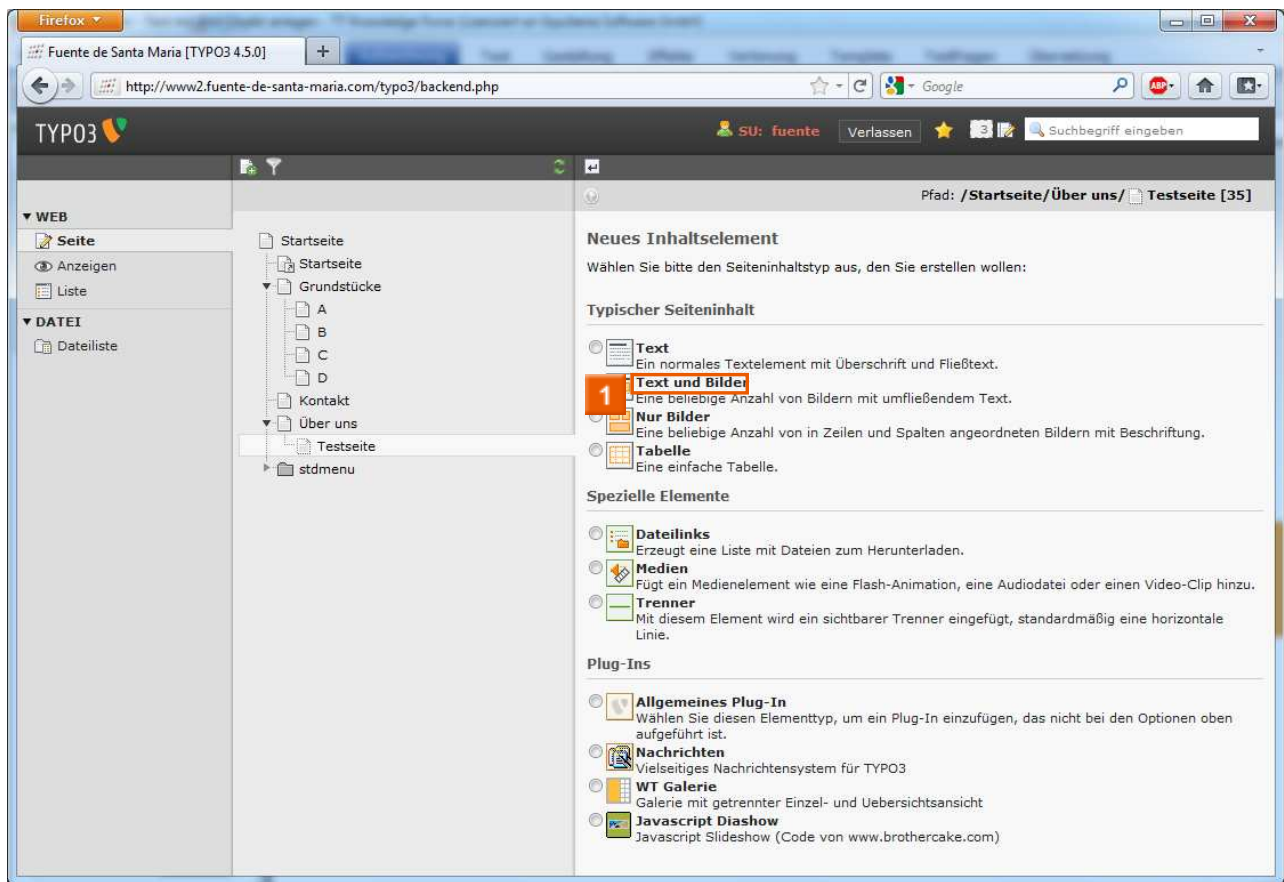 Firefox
Fuente de Santa Maria [TYPO3 4.5.0]
http://www2.fuente-de-santa-maria.com/typo3/backend.php
Google
ABP
TYPO3
SU: fuente
Verlassen
3
Suchbegriff eingeben
Pfad: /Startseite/Über uns/ Testseite [35]
WEB
Seite
Anzeigen
Liste
DATEI
Dateiliste
Startseite
Startseite
Grundstücke
A
B
C
D
Kontakt
Über uns
Testseite
stdmenu
Neues Inhaltselement
Wählen Sie bitte den Seiteninhaltstyp aus, den Sie erstellen wollen:
Typischer Seiteninhalt
Text
Ein normales Textelement mit Überschrift und Fließtext.
1
Text und Bilder
Eine beliebige Anzahl von Bildern mit umfließendem Text.
Nur Bilder
Eine beliebige Anzahl von in Zeilen und Spalten angeordneten Bildern mit Beschriftung.
Tabelle
Eine einfache Tabelle.
Spezielle Elemente
Dateilinks
Erzeugt eine Liste mit Dateien zum Herunterladen.
Medien
Fügt ein Medienelement wie eine Flash-Animation, eine Audiodatei oder einen Video-Clip hinzu.
Trenner
Mit diesem Element wird ein sichtbarer Trenner eingefügt, standardmäßig eine horizontale
Linie.
Plug-Ins
Allgemeines Plug-In
Wählen Sie diesen Elementtyp, um ein Plug-In einzufügen, das nicht bei den Optionen oben
aufgeführt ist.
Nachrichten
Vielseitiges Nachrichtensystem für TYPO3
WT Galerie
Galerie mit getrennter Einzel- und Uebersichtsansicht
Javascript Diashow
Javascript Slideshow (Code von www.brothercake.com)